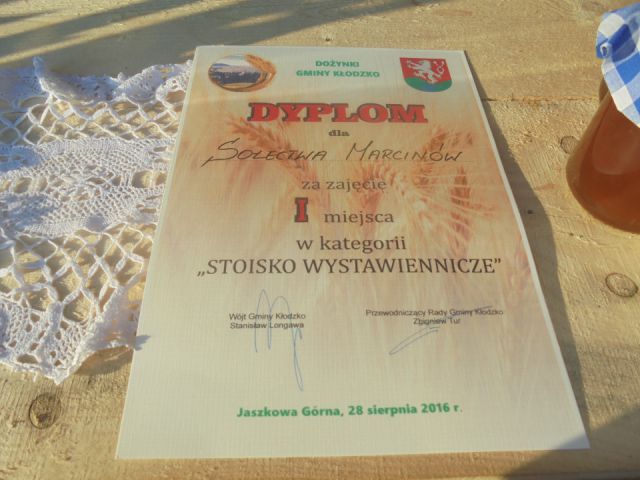 DOŻYNKI
GMINY KŁODZKO
DYPLOM
dla
SOŁECTWA MARCINÓW
za zajęcie
I miejsca
w kategorii
„STOISKO WYSTAWIENNICZE”
Wójt Gminy Kłodzko
Stanisław Longawa
Przewodniczący Rady Gminy Kłodzko
Zbigniew Tur
Jaszkowa Górna, 28 sierpnia 2016 r.